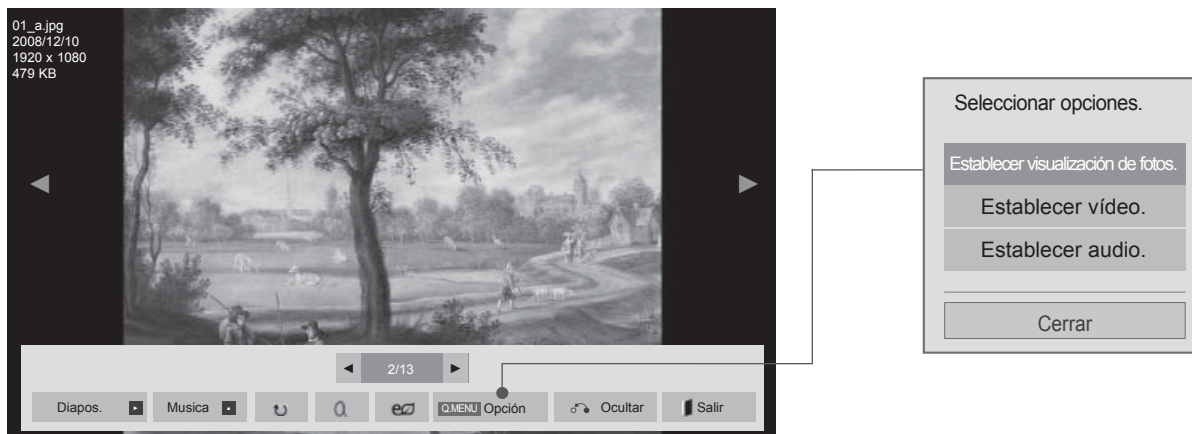 01_a.jpg
2008/12/10
1920 x 1080
479 KB
2/13
Diapos.
Musica
Q.MENU Opción
Ocultar
Salir
Seleccionar opciones.
Establecer visualización de fotos.
Establecer vídeo.
Establecer audio.
Cerrar